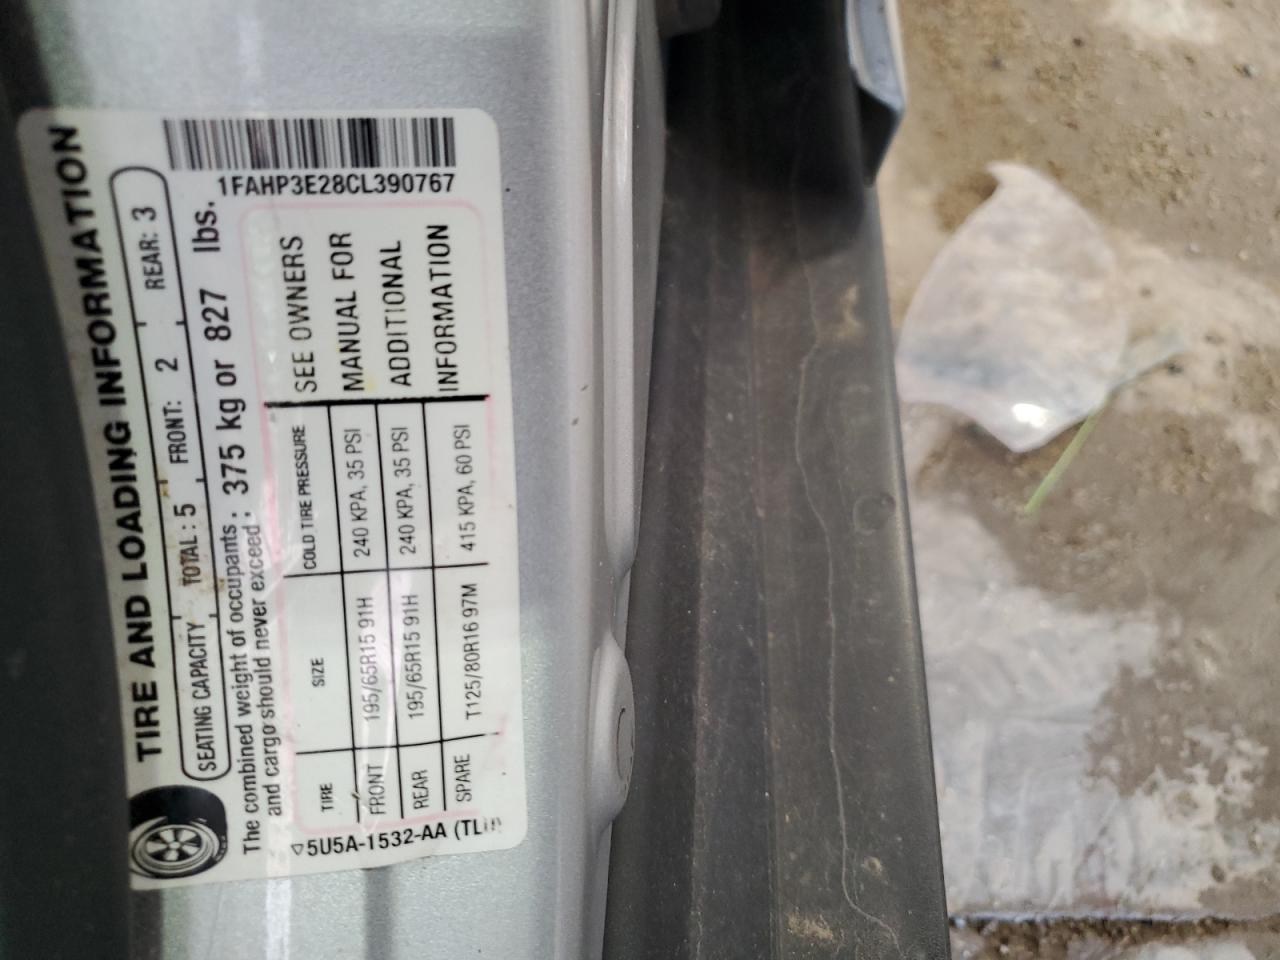 TIRE AND LOADING INFORMATION
SEATING CAPACITY TOTAL : 5 FRONT: 2 REAR: 3
The combined weight of occupants : 375 kg or 827 lbs.
and cargo should never exceed :
1FAHP3E28CL390767
TIRE SIZE COLD TIRE PRESSURE
FRONT 195/65R15 91H 240 KPA, 35 PSI
REAR 195/65R15 91H 240 KPA, 35 PSI
SPARE T125/80R16 97M 415 KPA, 60 PSI
SEE OWNERS
MANUAL FOR
ADDITIONAL
INFORMATION
5U5A-1532-AA